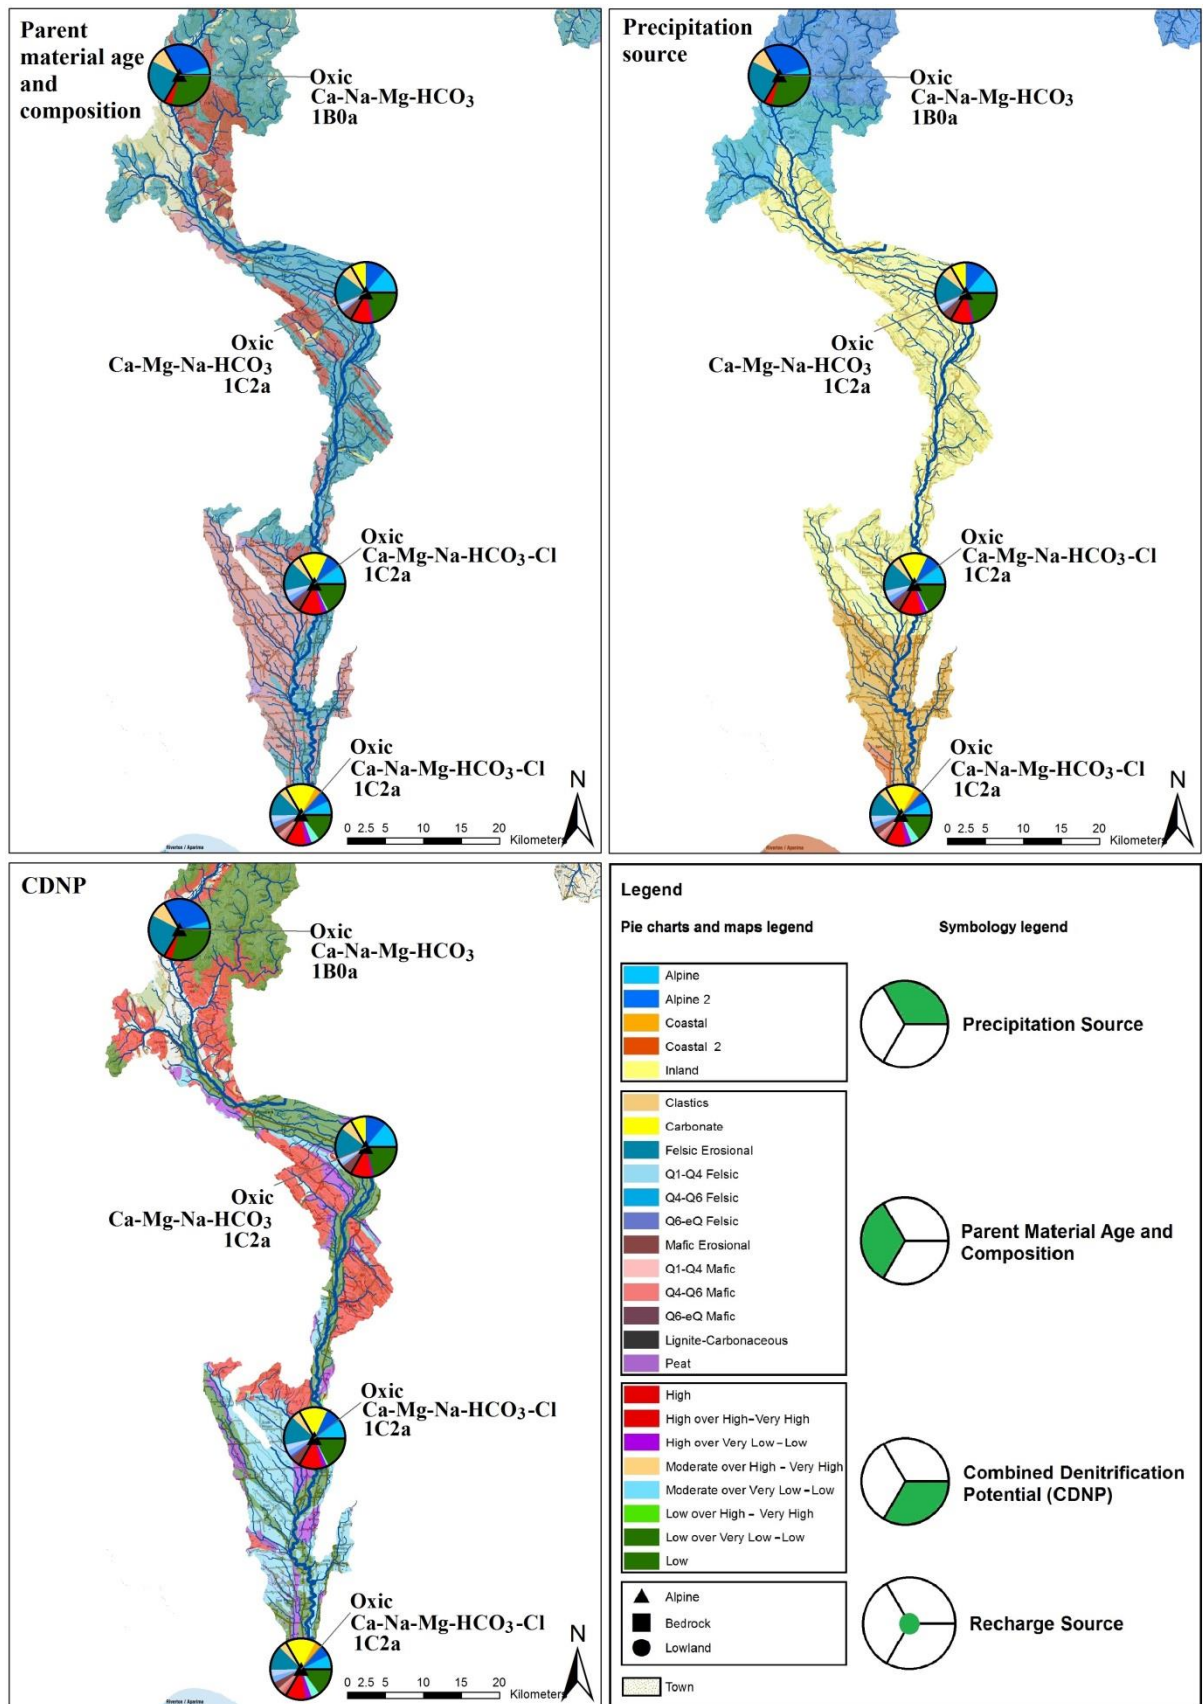 Parent
material age
and
composition
Oxic
Ca-Na-Mg-HCO₃
1B0a
Oxic
Ca-Mg-Na-HCO₃
1C2a
Oxic
Ca-Mg-Na-HCO₃-Cl
1C2a
Oxic
Ca-Na-Mg-HCO₃-Cl
1C2a
N
0 2.5 5 10 15 20
Kilometers
Riverton / Aparima
Precipitation
source
Oxic
Ca-Na-Mg-HCO₃
1B0a
Oxic
Ca-Mg-Na-HCO₃
1C2a
Oxic
Ca-Mg-Na-HCO₃-Cl
1C2a
Oxic
Ca-Na-Mg-HCO₃-Cl
1C2a
N
0 2.5 5 10 15 20
Kilometers
Riverton / Aparima
CDNP
Oxic
Ca-Na-Mg-HCO₃
1B0a
Oxic
Ca-Mg-Na-HCO₃
1C2a
Oxic
Ca-Mg-Na-HCO₃-Cl
1C2a
Oxic
Ca-Na-Mg-HCO₃-Cl
1C2a
N
0 2.5 5 10 15 20
Kilometers
Riverton / Aparima
Legend
Pie charts and maps legend
Alpine
Alpine 2
Coastal
Coastal 2
Inland
Clastics
Carbonate
Felsic Erosional
Q1-Q4 Felsic
Q4-Q6 Felsic
Q6-eQ Felsic
Mafic Erosional
Q1-Q4 Mafic
Q4-Q6 Mafic
Q6-eQ Mafic
Lignite-Carbonaceous
Peat
High
High over High-Very High
High over Very Low-Low
Moderate over High - Very High
Moderate over Very Low - Low
Low over High - Very High
Low over Very Low - Low
Low
Alpine
Bedrock
Lowland
Town
Symbology legend
Precipitation Source
Parent Material Age and
Composition
Combined Denitrification
Potential (CDNP)
Recharge Source